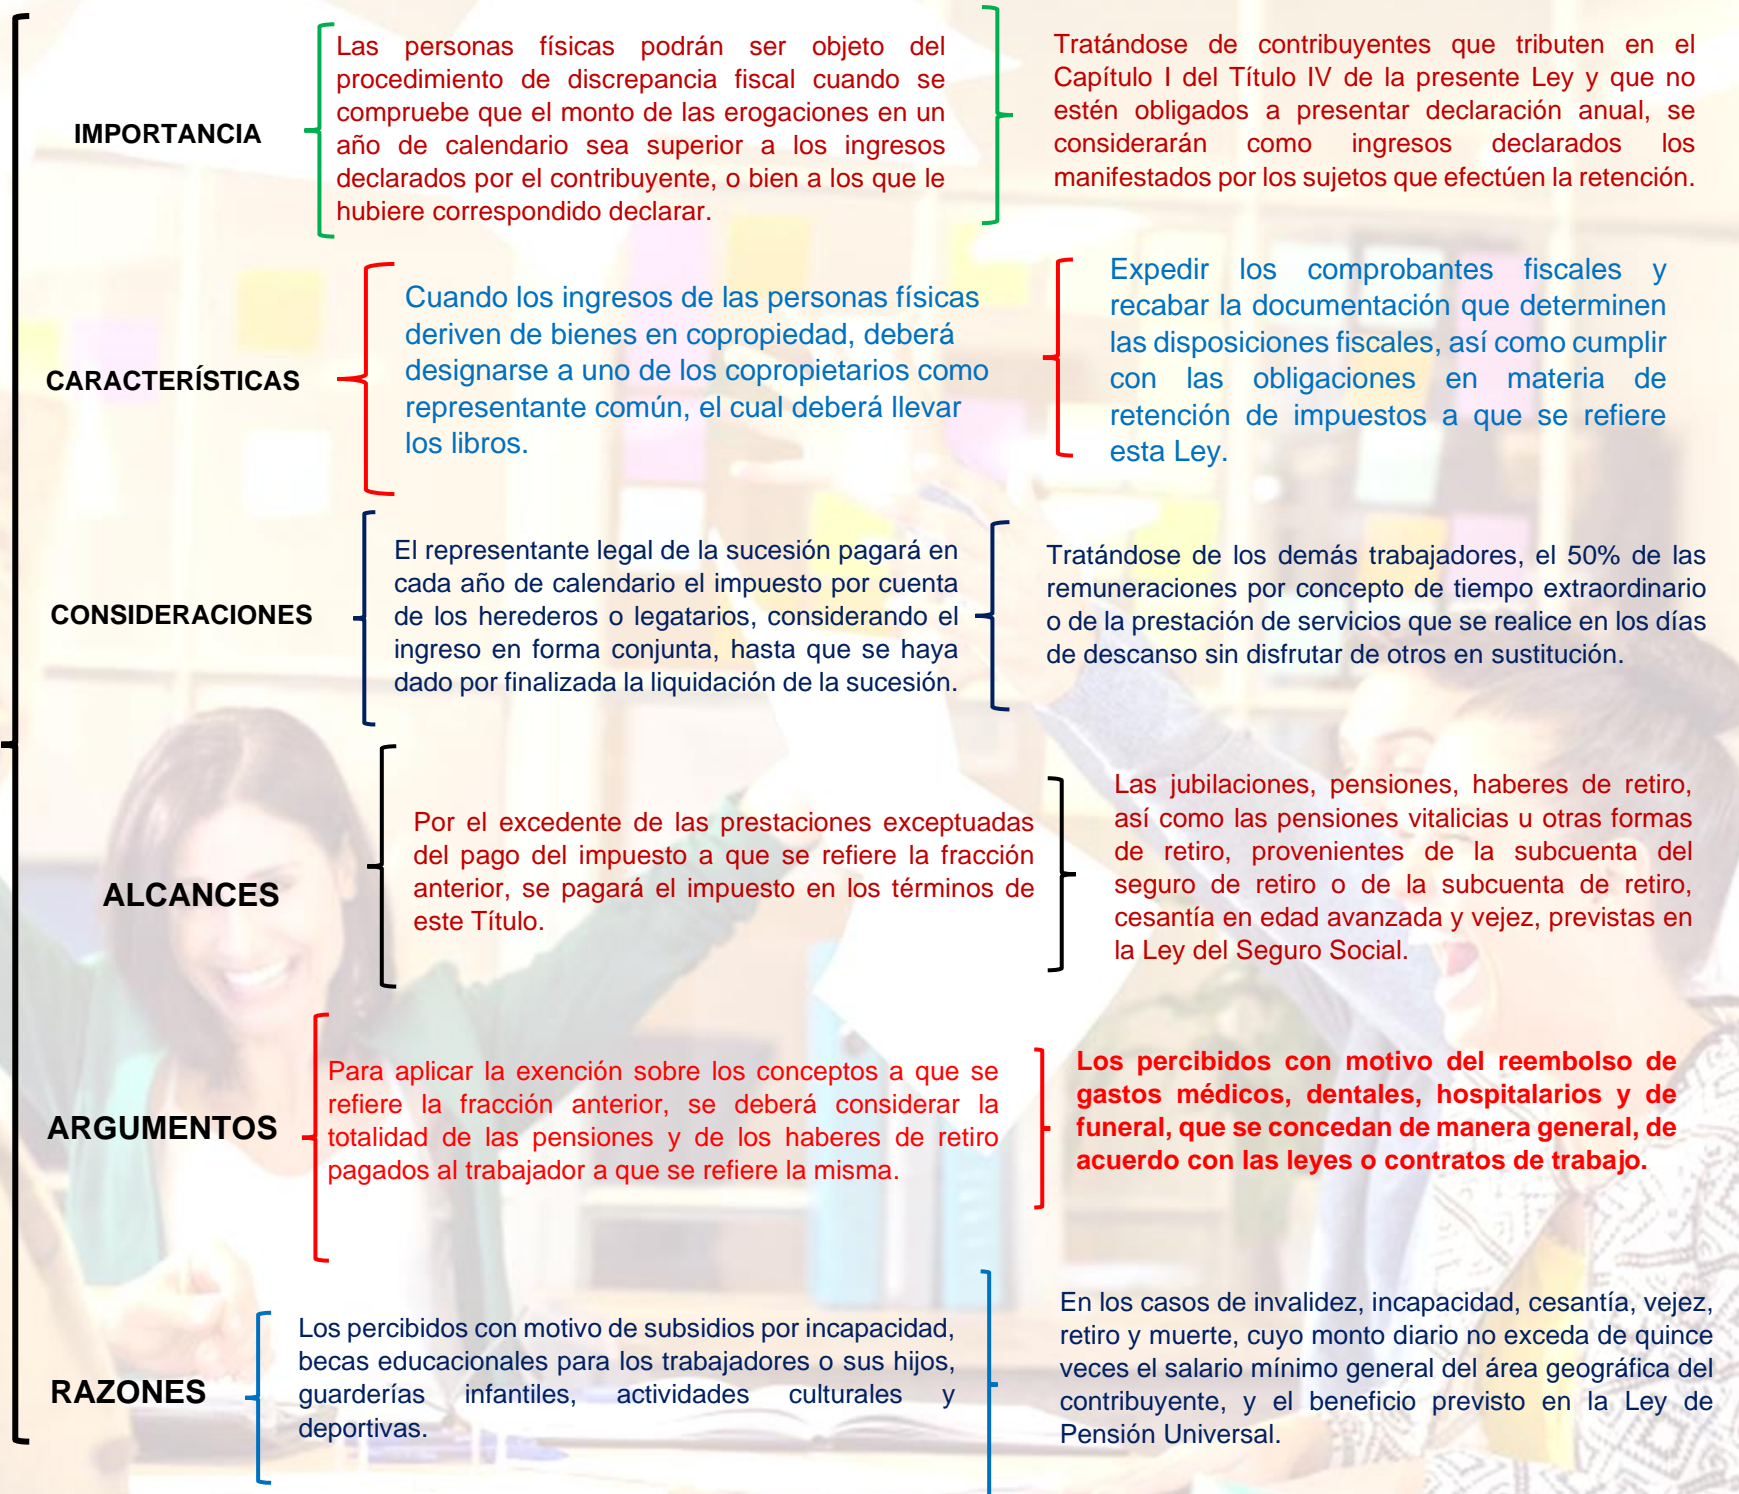 IMPORTANCIA
Las personas físicas podrán ser objeto del
procedimiento de discrepancia fiscal cuando se
compruebe que el monto de las erogaciones en un
año de calendario sea superior a los ingresos
declarados por el contribuyente, o bien a los que le
hubiere correspondido declarar.
Tratándose de contribuyentes que tributen en el
Capítulo I del Título IV de la presente Ley y que no
estén obligados a presentar declaración anual, se
considerarán como ingresos declarados los
manifestados por los sujetos que efectúen la retención.
CARACTERÍSTICAS
Cuando los ingresos de las personas físicas
deriven de bienes en copropiedad, deberá
designarse a uno de los copropietarios como
representante común, el cual deberá llevar
los libros.
Expedir los comprobantes fiscales y
recabar la documentación que determinen
las disposiciones fiscales, así como cumplir
con las obligaciones en materia de
retención de impuestos a que se refiere
esta Ley.
CONSIDERACIONES
El representante legal de la sucesión pagará en
cada año de calendario el impuesto por cuenta
de los herederos o legatarios, considerando el
ingreso en forma conjunta, hasta que se haya
dado por finalizada la liquidación de la sucesión.
Tratándose de los demás trabajadores, el 50% de las
remuneraciones por concepto de tiempo extraordinario
o de la prestación de servicios que se realice en los días
de descanso sin disfrutar de otros en sustitución.
ALCANCES
Por el excedente de las prestaciones exceptuadas
del pago del impuesto a que se refiere la fracción
anterior, se pagará el impuesto en los términos de
este Título.
Las jubilaciones, pensiones, haberes de retiro,
así como las pensiones vitalicias u otras formas
de retiro, provenientes de la subcuenta del
seguro de retiro o de la subcuenta de retiro,
cesantía en edad avanzada y vejez, previstas en
la Ley del Seguro Social.
ARGUMENTOS
Para aplicar la exención sobre los conceptos a que se
refiere la fracción anterior, se deberá considerar la
totalidad de las pensiones y de los haberes de retiro
pagados al trabajador a que se refiere la misma.
Los percibidos con motivo del reembolso de
gastos médicos, dentales, hospitalarios y de
funeral, que se concedan de manera general, de
acuerdo con las leyes o contratos de trabajo.
RAZONES
Los percibidos con motivo de subsidios por incapacidad,
becas educacionales para los trabajadores o sus hijos,
guarderías infantiles, actividades culturales y
deportivas.
En los casos de invalidez, incapacidad, cesantía, vejez,
retiro y muerte, cuyo monto diario no exceda de quince
veces el salario mínimo general del área geográfica del
contribuyente, y el beneficio previsto en la Ley de
Pensión Universal.